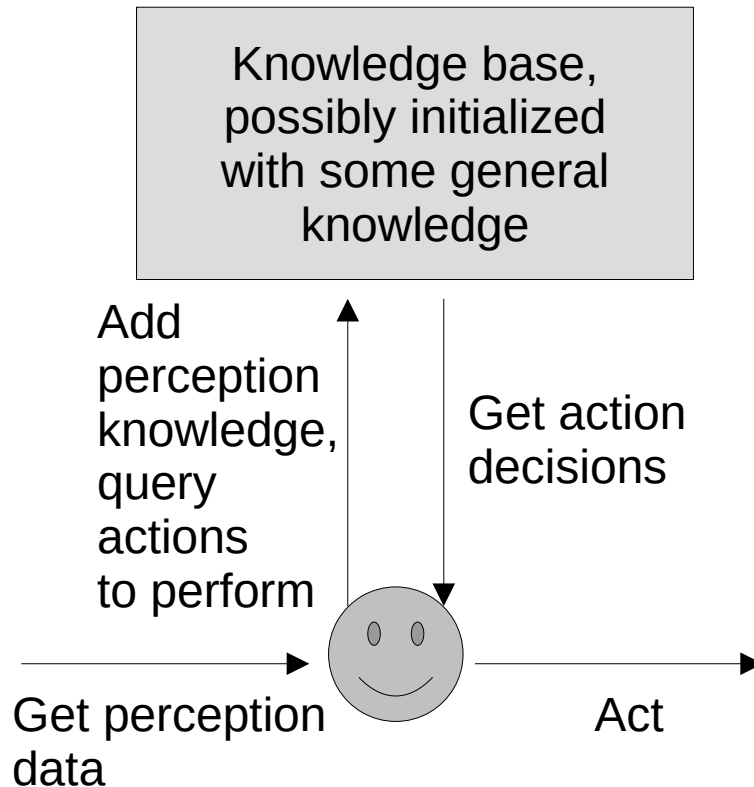 Knowledge base,
possibly initialized
with some general
knowledge
Add
perception
knowledge,
query
actions
to perform
Get action
decisions
Get perception
data
Act